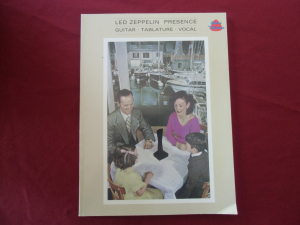 LED ZEPPELIN PRESENCE
GUITAR · TABLATURE · VOCAL